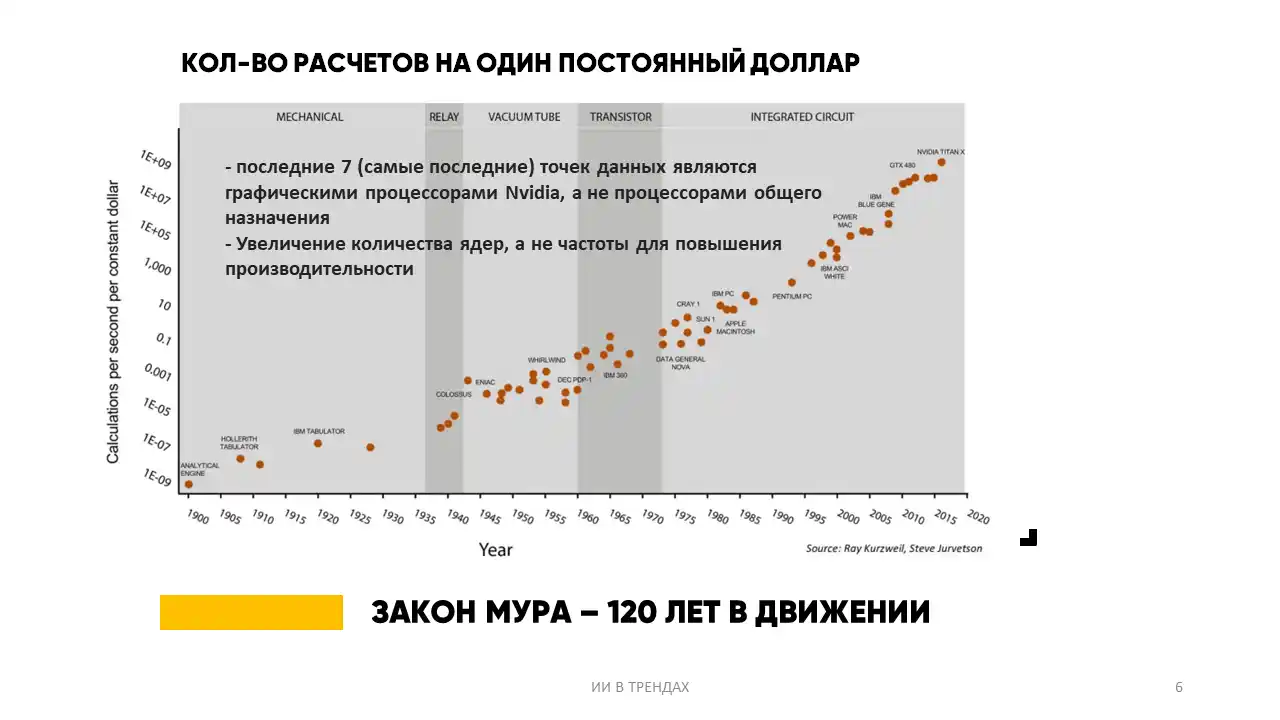 КОЛ-ВО РАСЧЕТОВ НА ОДИН ПОСТОЯННЫЙ ДОЛЛАР
MECHANICAL
RELAY
VACUUM TUBE
TRANSISTOR
INTEGRATED CIRCUIT
- последние 7 (самые последние) точек данных являются
графическими процессорами Nvidia, а не процессорами общего
назначения
- Увеличение количества ядер, а не частоты для повышения
производительности
Calculations per second per constant dollar
1E+09
1E+07
1E+05
1,000
10
0.1
0.001
1E-05
1E-07
1E-09
ANALYTICAL
ENGINE
HOLLERITH
TABULATOR
IBM TABULATOR
COLOSSUS
ENIAC
WHIRLWIND
DEC PDP-1
IBM 360
DATA GENERAL
NOVA
CRAY 1
SUN 1
IBM PC
APPLE
MACINTOSH
PENTIUM PC
IBM ASCI
WHITE
POWER
MAC
IBM
BLUE GENE
GTX 480
NVIDIA TITAN X
1900
1905
1910
1915
1920
1925
1930
1935
1940
1945
1950
1955
1960
1965
1970
1975
1980
1985
1990
1995
2000
2005
2010
2015
2020
Year
Source: Ray Kurzweil, Steve Jurvetson
ЗАКОН МУРА – 120 ЛЕТ В ДВИЖЕНИИ
ИИ В ТРЕНДАХ
6